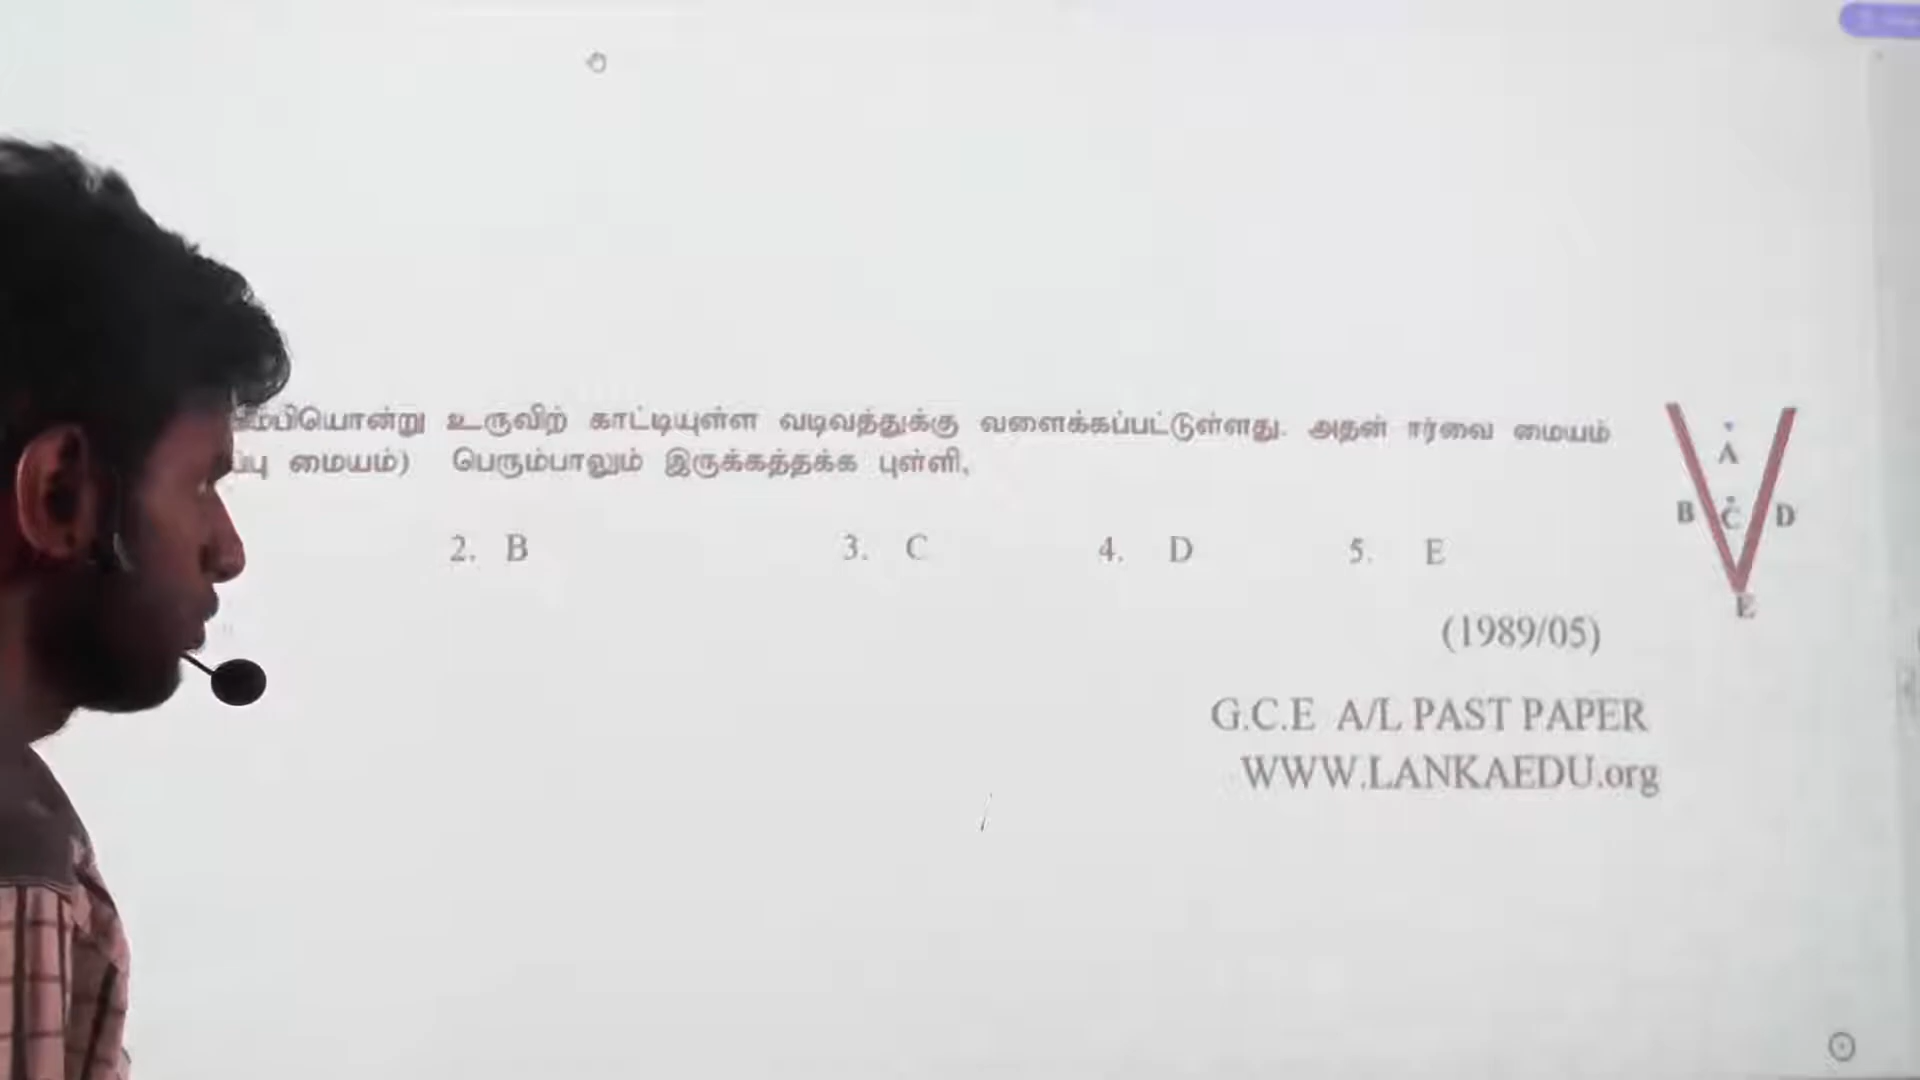 உருவிற் காட்டியுள்ள வடிவத்துக்கு வளைக்கப்பட்டுள்ளது. அதன் ஈர்வை மையம்
மையம்) பெரும்பாலும் இருக்கத்தக்க புள்ளி,
2. B 3. C 4. D 5. E
A
B C D
E
(1989/05)
G.C.E A/L PAST PAPER
WWW.LANKAEDU.org